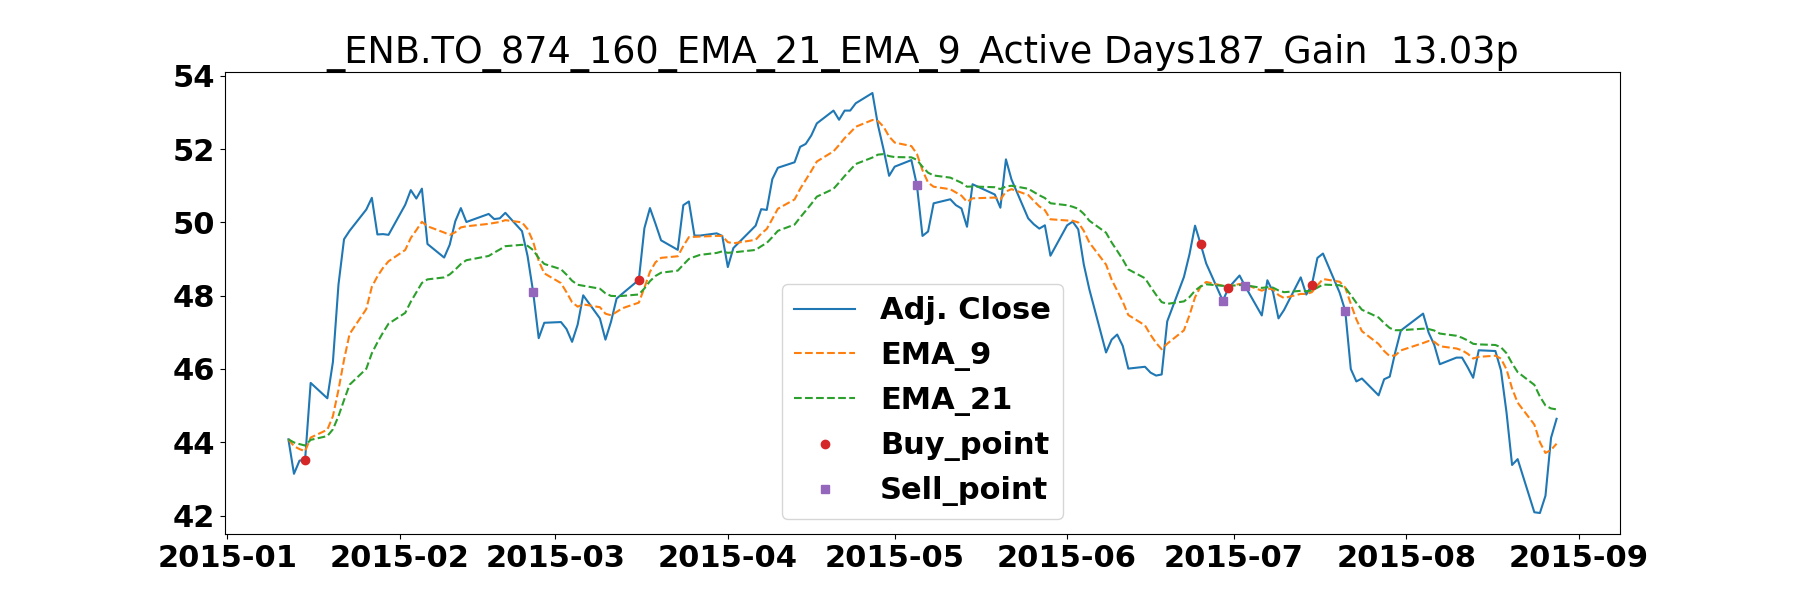 _ENB.TO_874_160_EMA_21_EMA_9_Active Days187_Gain  13.03p
54
52
50
48
46
44
42
Adj. Close
EMA_9
EMA_21
Buy_point
Sell_point
2015-01 2015-02 2015-03 2015-04 2015-05 2015-06 2015-07 2015-08 2015-09